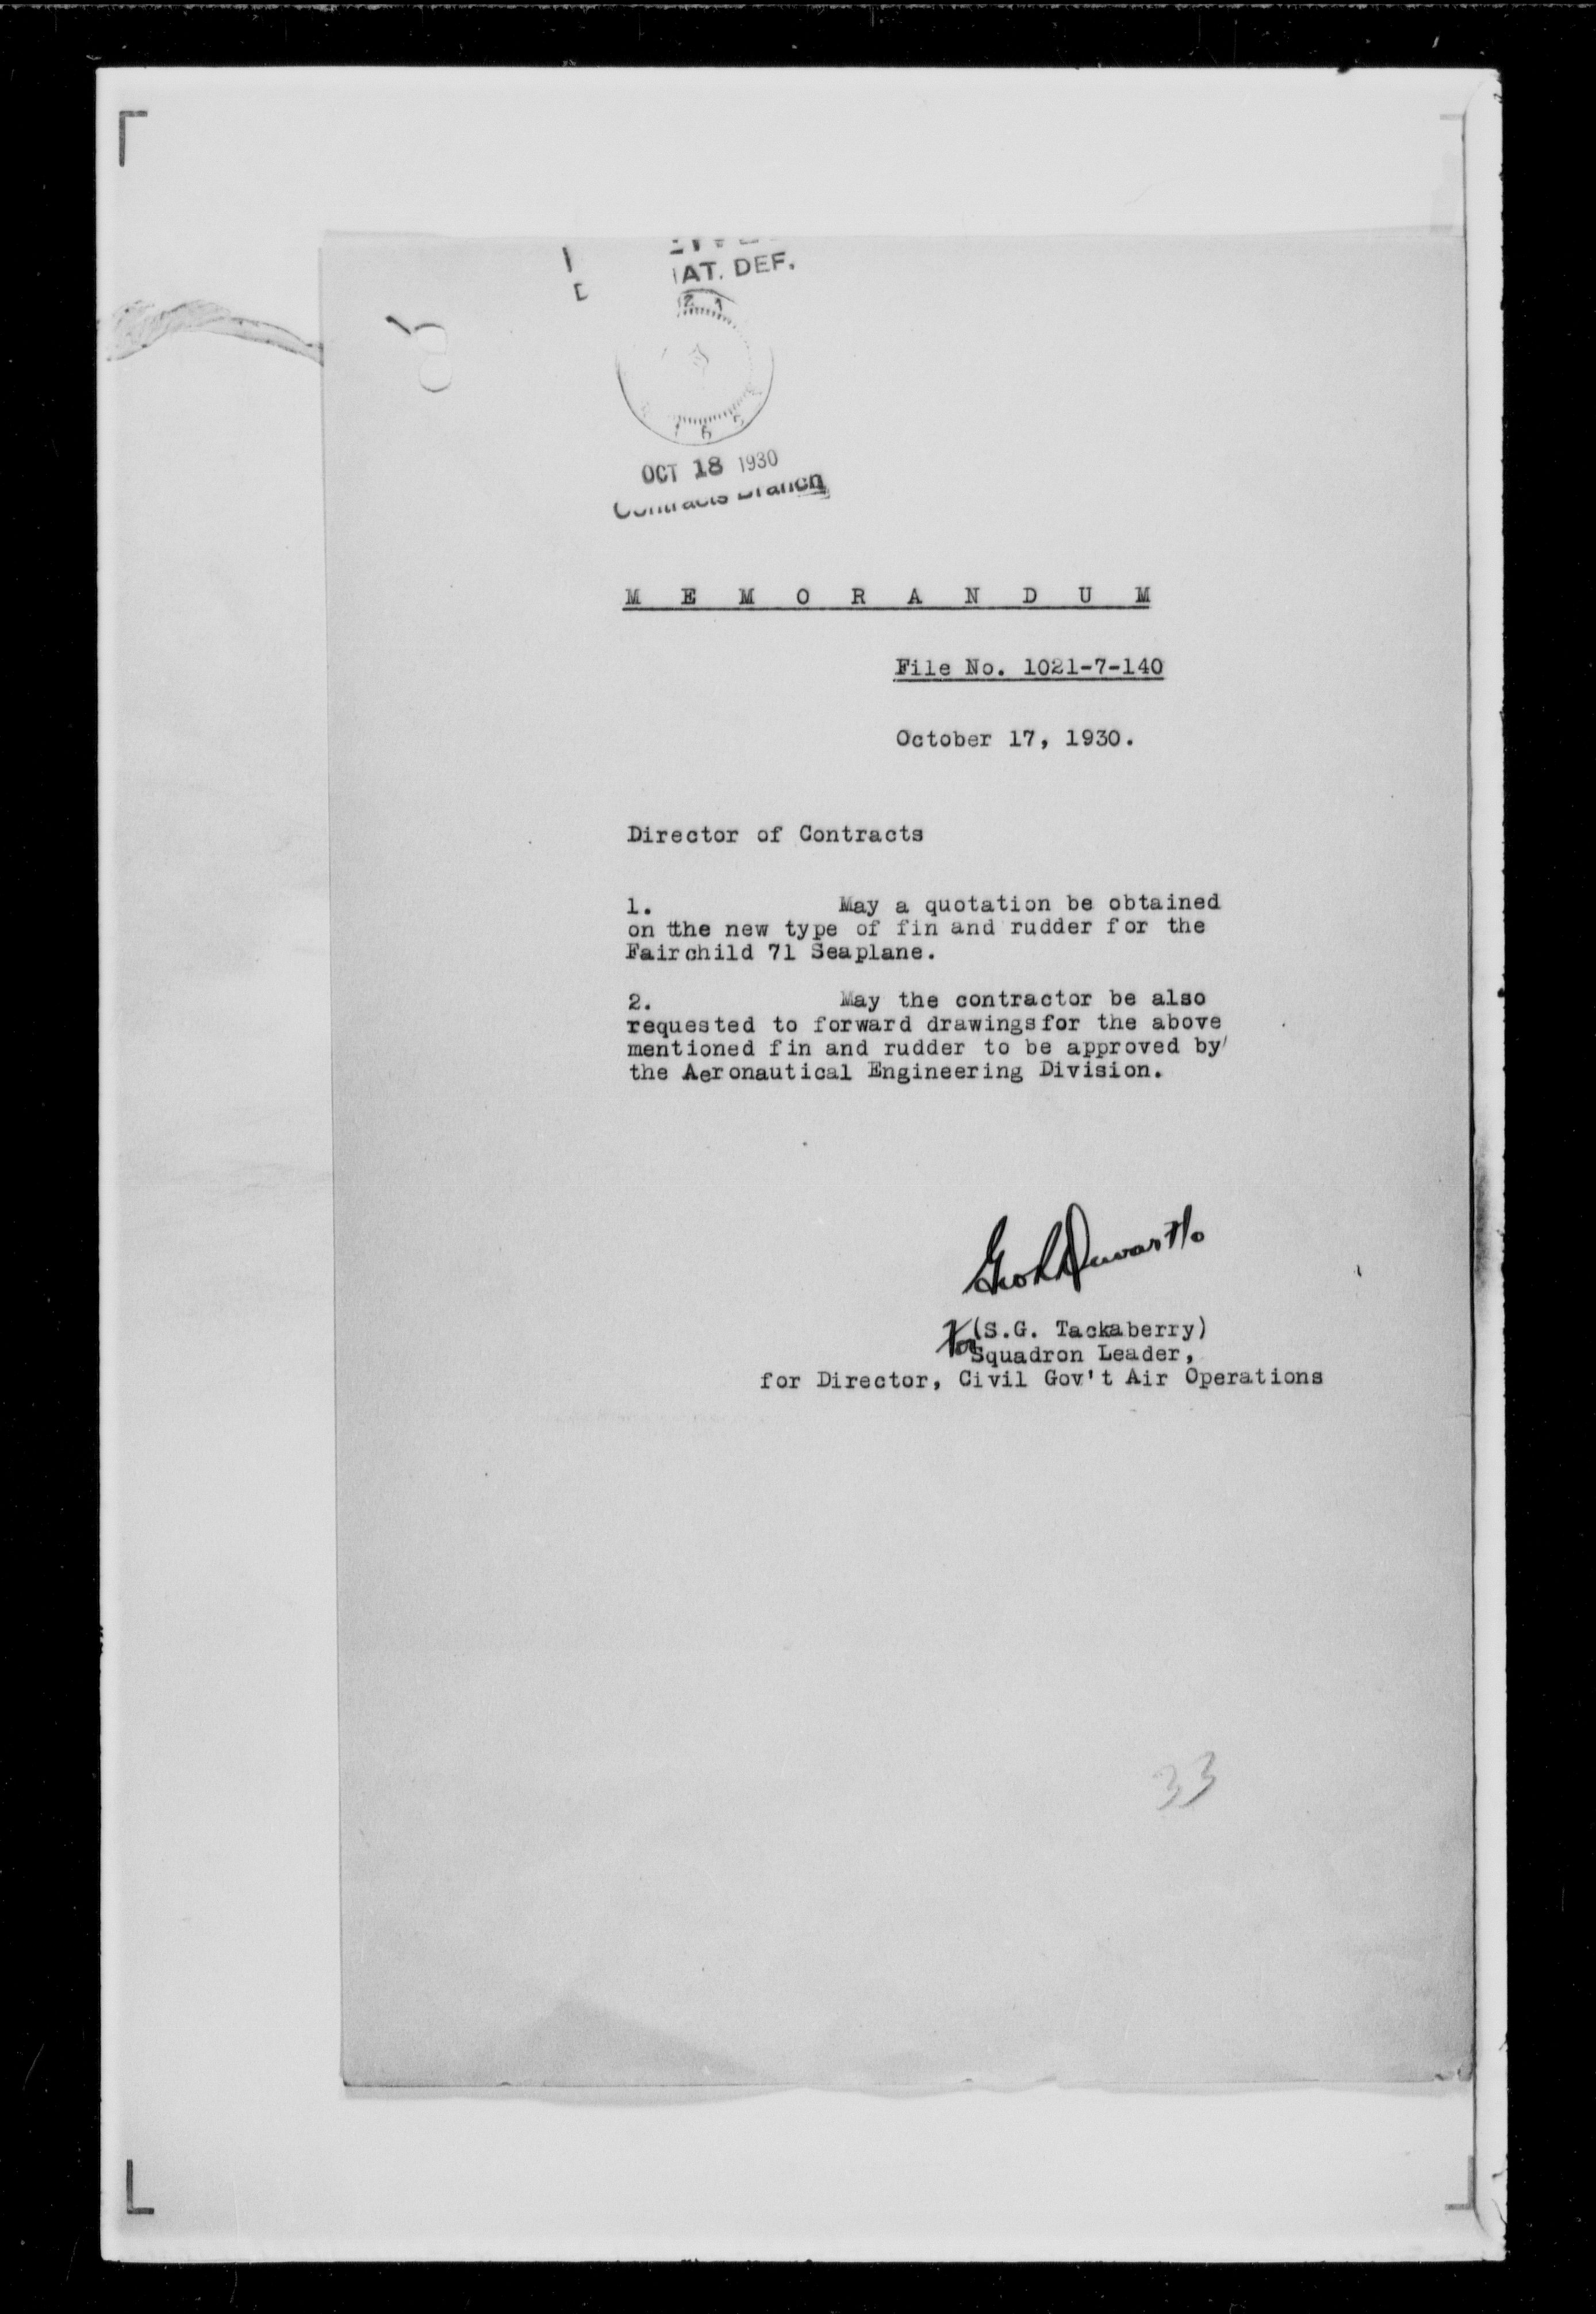 AT. DEF.
OCT 18 1930
Contracts Branch
MEMORANDUM
File No. 1021-7-140
October 17, 1930.
Director of Contracts
1. May a quotation be obtained
on the new type of fin and rudder for the
Fairchild 71 Seaplane.
2. May the contractor be also
requested to forward drawings for the above
mentioned fin and rudder to be approved by
the Aeronautical Engineering Division.
for (S.G. Tackaberry)
Squadron Leader,
for Director, Civil Gov't Air Operations
33